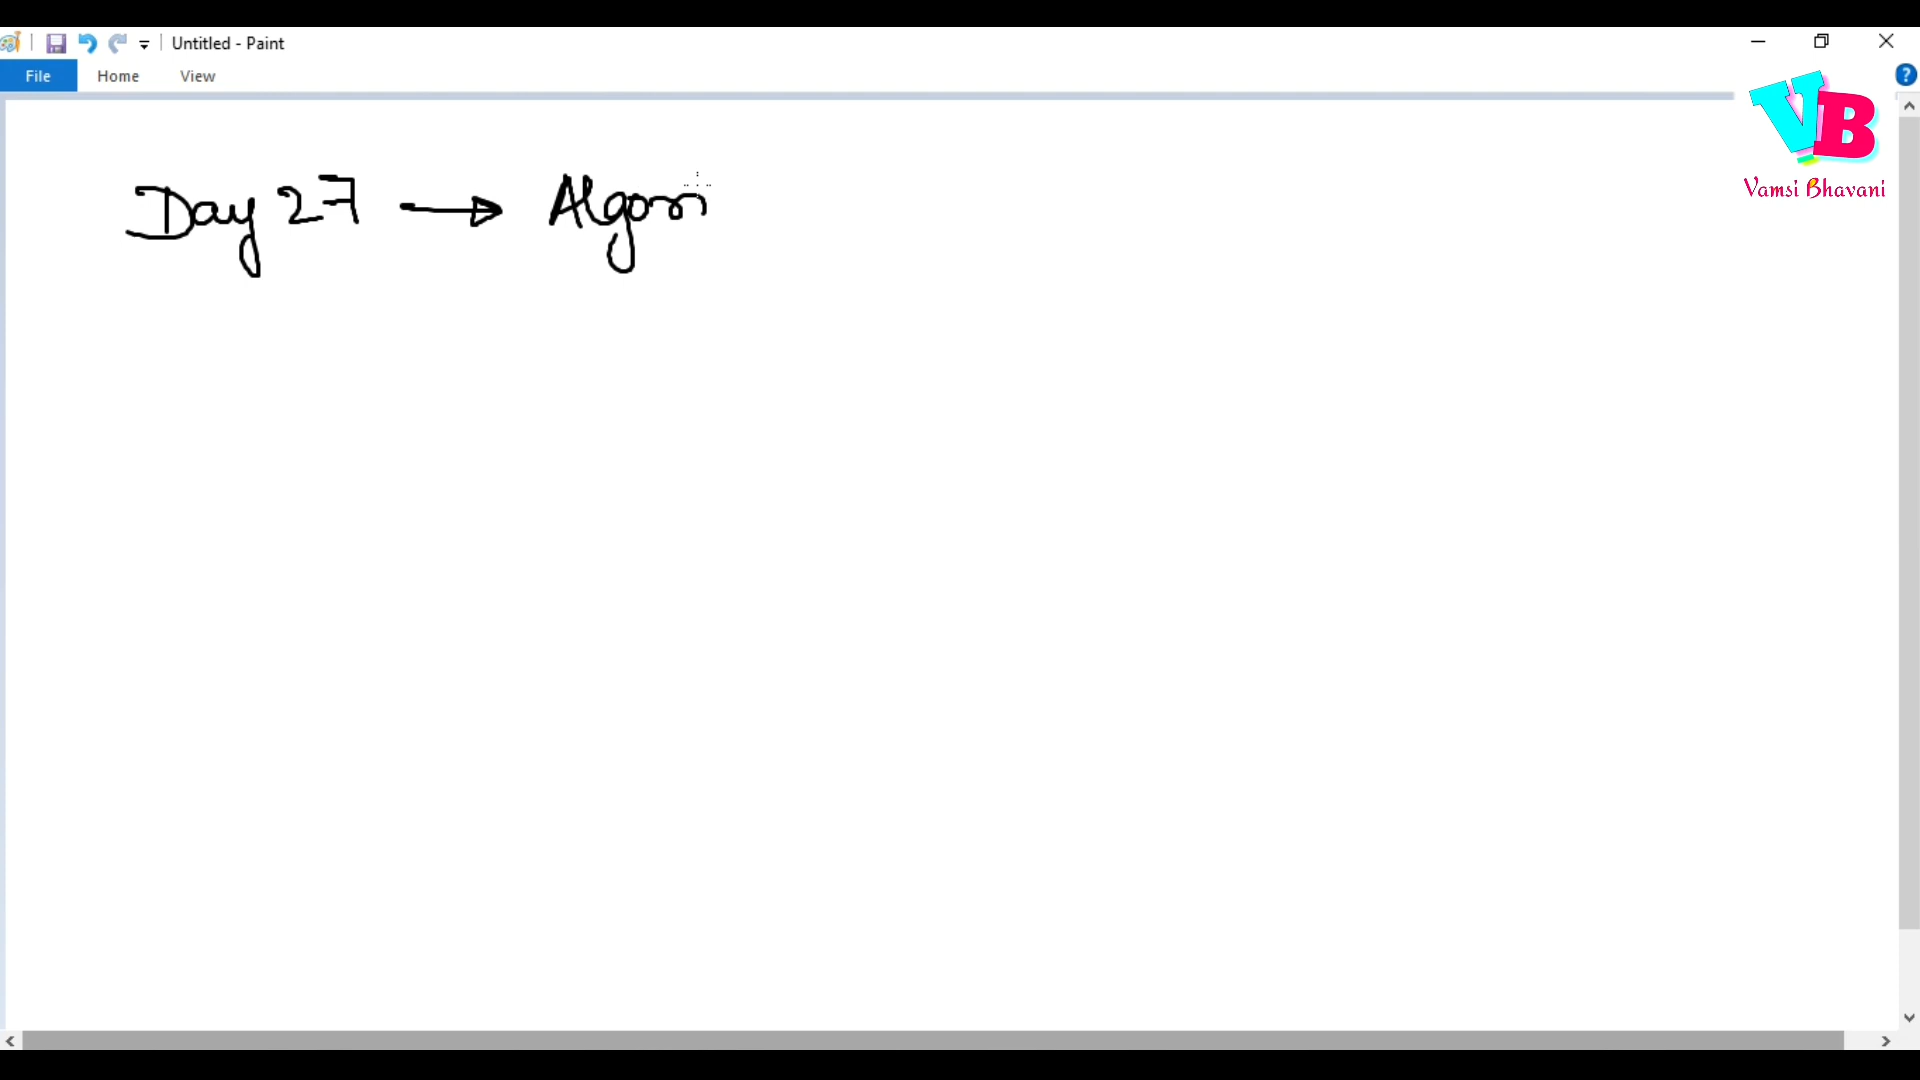 Untitled - Paint
File Home View
?
VB
Vamsi Bhavani
Day 27 → Algori